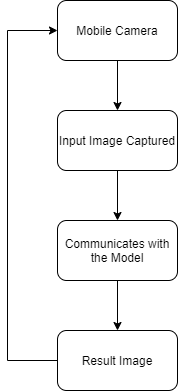 Mobile Camera
Input Image Captured
Communicates with
the Model
Result Image